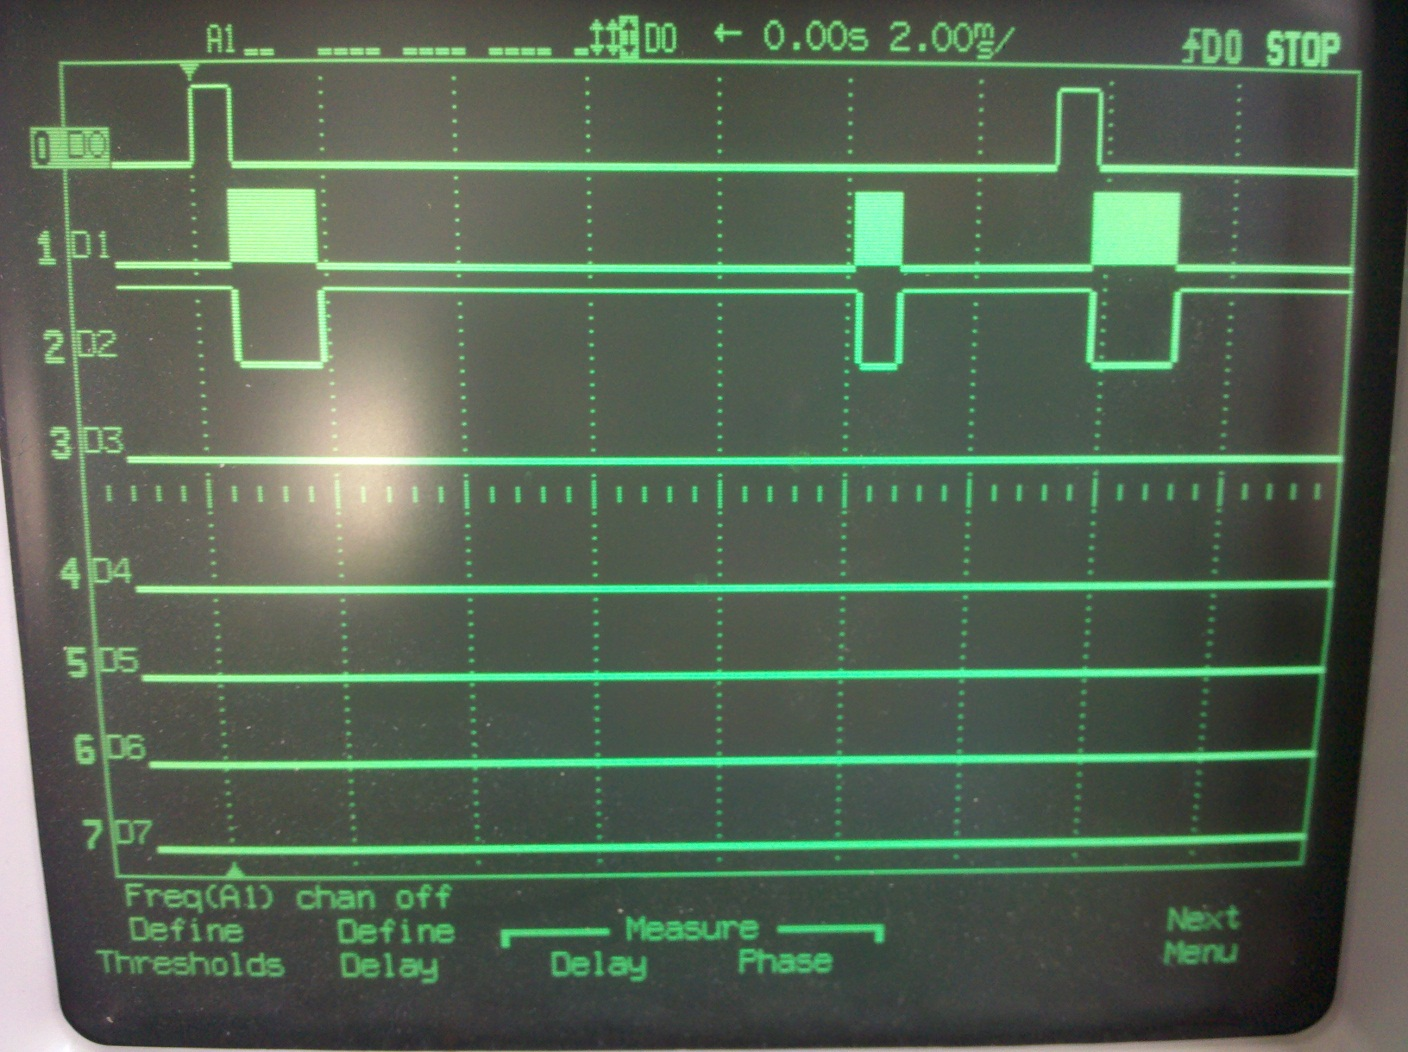 A1 D0 ← 0.00s 2.00ms/ D0 STOP
0 D0
1 D1
2 D2
3 D3
4 D4
5 D5
6 D6
7 D7
Freq(A1) chan off
Define Thresholds
Define Delay
Measure
Delay Phase
Next Menu